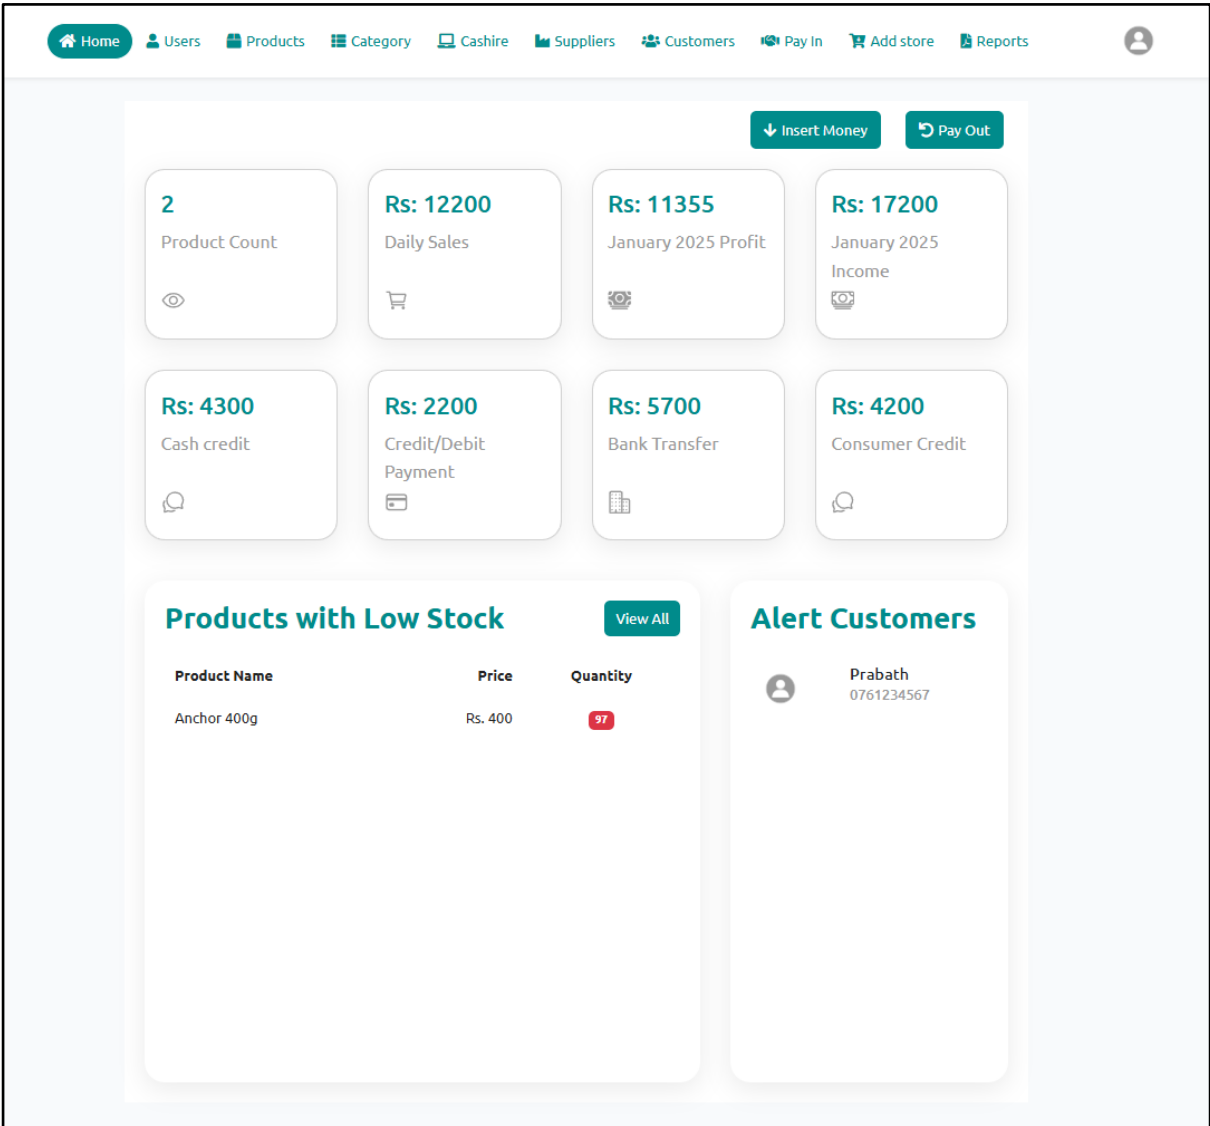 Home Users Products Category Cashire Suppliers Customers Pay In Add store Reports
Insert Money Pay Out
2 Rs: 12200 Rs: 11355 Rs: 17200
Product Count Daily Sales January 2025 Profit January 2025
Income
Rs: 4300 Rs: 2200 Rs: 5700 Rs: 4200
Cash credit Credit/Debit Bank Transfer Consumer Credit
Payment
Products with Low Stock View All
Product Name Price Quantity
Anchor 400g Rs. 400 97
Alert Customers
Prabath
0761234567